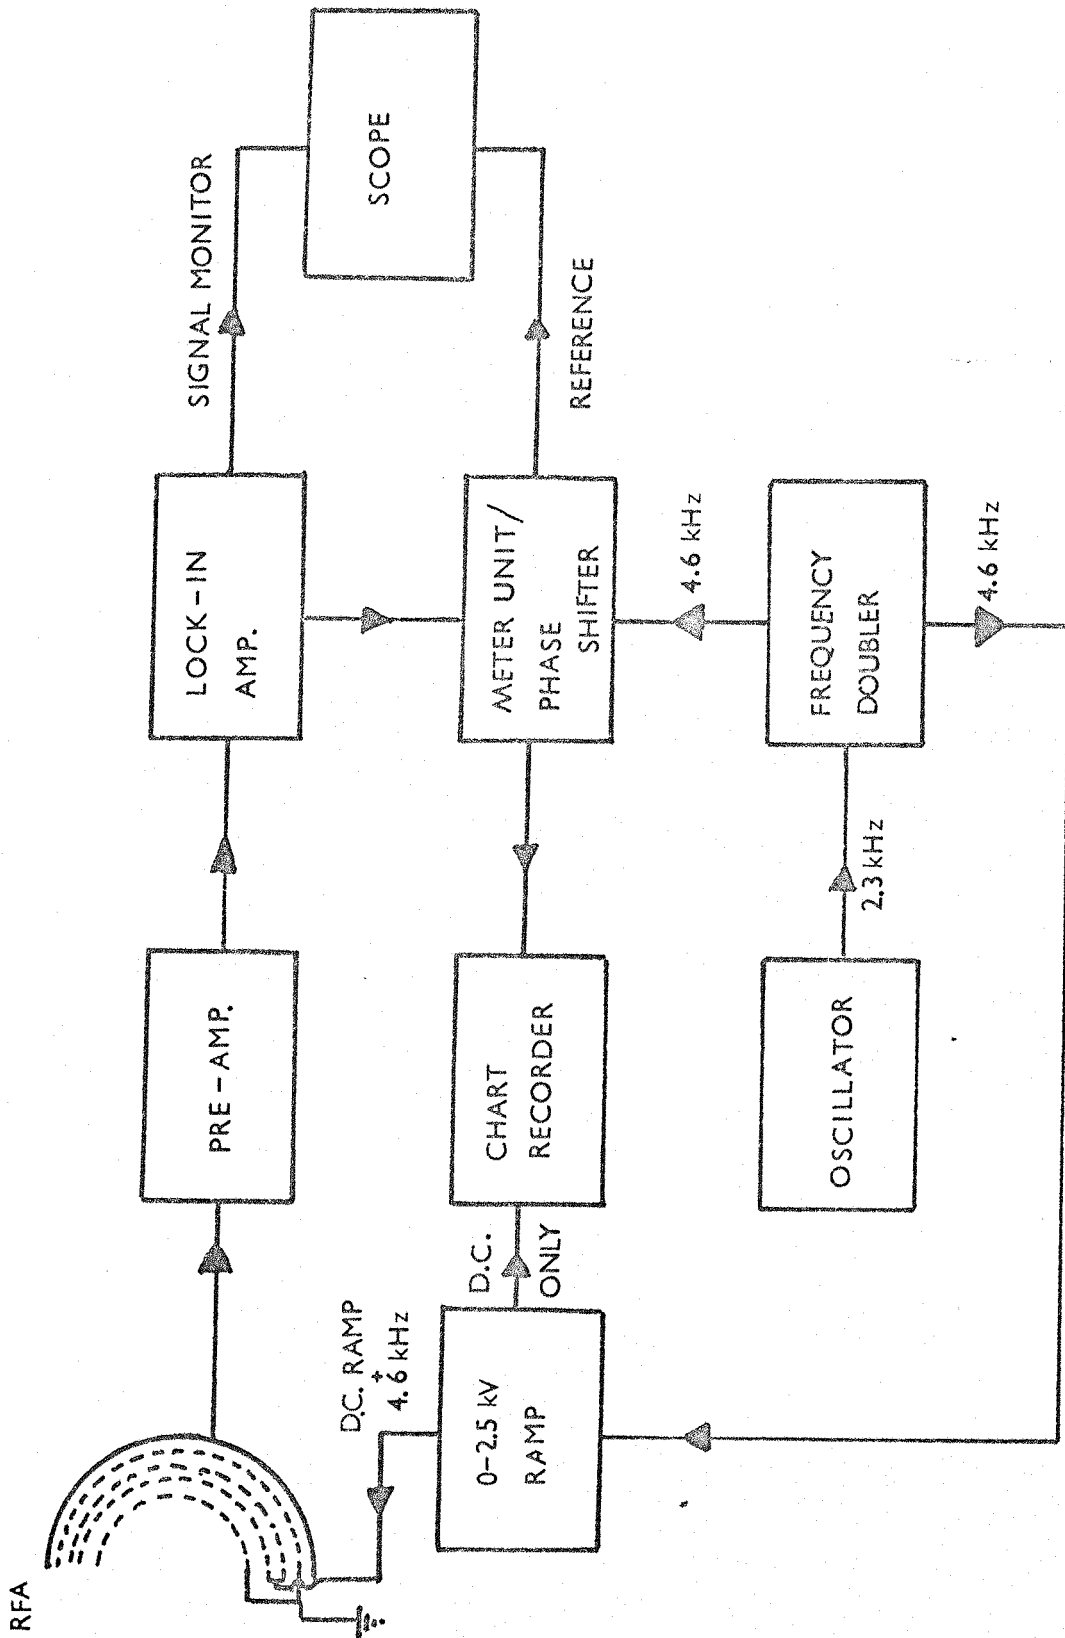 RFA
PRE-AMP.
LOCK-IN
AMP.
SIGNAL MONITOR
SCOPE
D.C. RAMP
+
4.6 kHz
0-2.5 kV
RAMP
D.C.
ONLY
CHART
RECORDER
METER UNIT/
PHASE
SHIFTER
REFERENCE
OSCILLATOR
2.3 kHz
FREQUENCY
DOUBLER
4.6 kHz
4.6 kHz